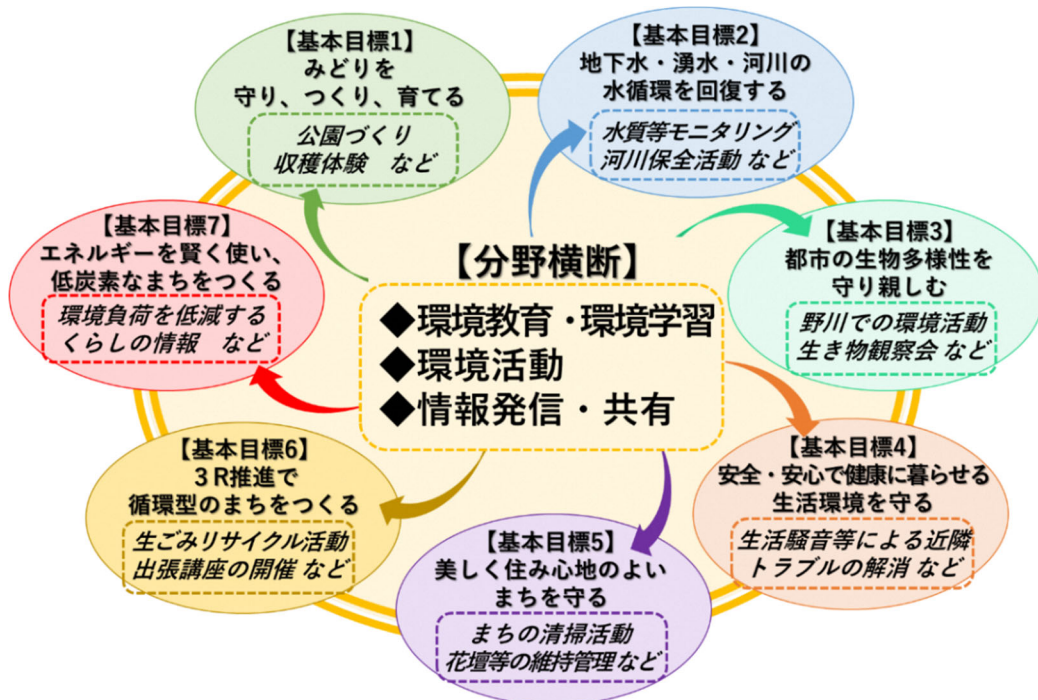 【基本目標1】
みどりを
守り、つくり、育てる
公園づくり
収穫体験　など
【基本目標2】
地下水・湧水・河川の
水循環を回復する
水質等モニタリング
河川保全活動 など
【基本目標3】
都市の生物多様性を
守り親しむ
野川での環境活動
生き物観察会 など
【基本目標4】
安全・安心で健康に暮らせる
生活環境を守る
生活騒音等による近隣
トラブルの解消 など
【基本目標5】
美しく住み心地のよい
まちを守る
まちの清掃活動
花壇等の維持管理 など
【基本目標6】
３R推進で
循環型のまちをつくる
生ごみリサイクル活動
出張講座の開催 など
【基本目標7】
エネルギーを賢く使い、
低炭素なまちをつくる
環境負荷を低減する
くらしの情報　など
【分野横断】
◆環境教育・環境学習
◆環境活動
◆情報発信・共有